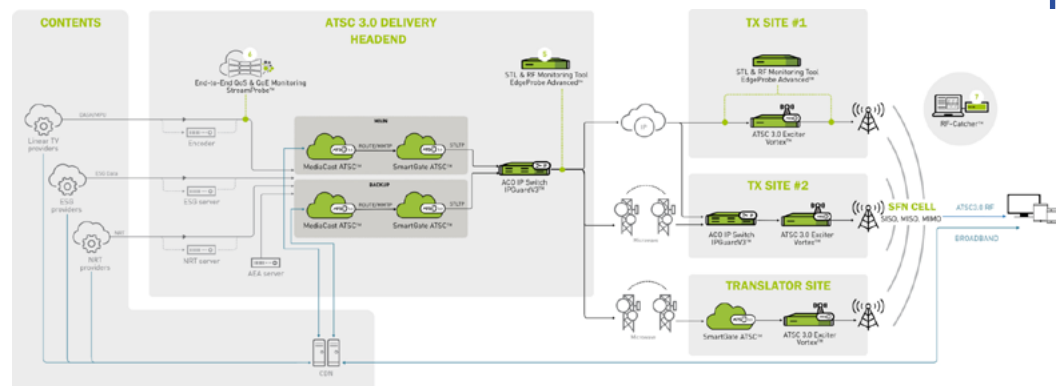 CONTENTS
ATSC 3.0 DELIVERY
HEADEND
End-to-End QoS & QoE Monitoring
StreamProbe™
STL & RF Monitoring Tool
EdgeProbe Advanced™
Linear TV
providers
Encoder
ESG Data
ESG
providers
ESG server
NRT
NRT
providers
NRT server
AEA server
MAIN
MediaCast ATSC™
ROUTE/MMTP
SmartGate ATSC™
STLTP
BACKUP
MediaCast ATSC™
ROUTE/MMTP
SmartGate ATSC™
STLTP
ACO IP Switch
IPGuardV3™
CDN
IP
Microwave
Microwave
TX SITE #1
STL & RF Monitoring Tool
EdgeProbe Advanced™
ATSC 3.0 Exciter
Vortex™
TX SITE #2
ACO IP Switch
IPGuardV3™
ATSC 3.0 Exciter
Vortex™
TRANSLATOR SITE
SmartGate ATSC™
ATSC 3.0 Exciter
Vortex™
RF-Catcher™
SFN CELL
SISO, MISO, MIMO
ATSC3.0 RF
BROADBAND